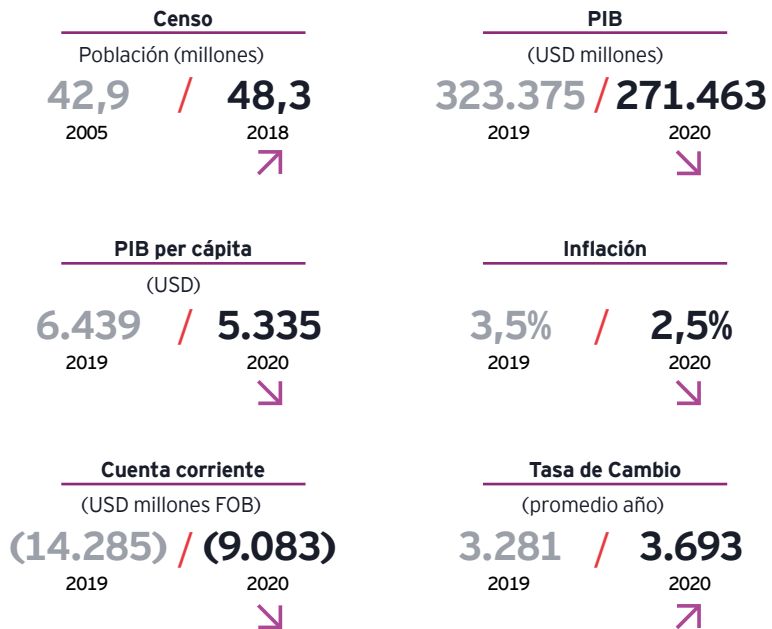 Censo
Población (millones)
42,9 / 48,3
2005 2018
PIB
(USD millones)
323.375 / 271.463
2019 2020
PIB per cápita
(USD)
6.439 / 5.335
2019 2020
Inflación
3,5% / 2,5%
2019 2020
Cuenta corriente
(USD millones FOB)
(14.285) / (9.083)
2019 2020
Tasa de Cambio
(promedio año)
3.281 / 3.693
2019 2020